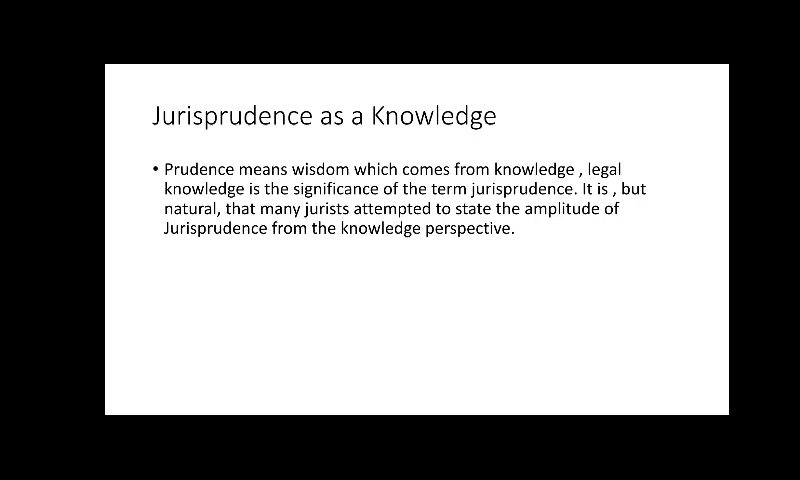 Jurisprudence as a Knowledge
• Prudence means wisdom which comes from knowledge , legal
knowledge is the significance of the term jurisprudence. It is , but
natural, that many jurists attempted to state the amplitude of
Jurisprudence from the knowledge perspective.